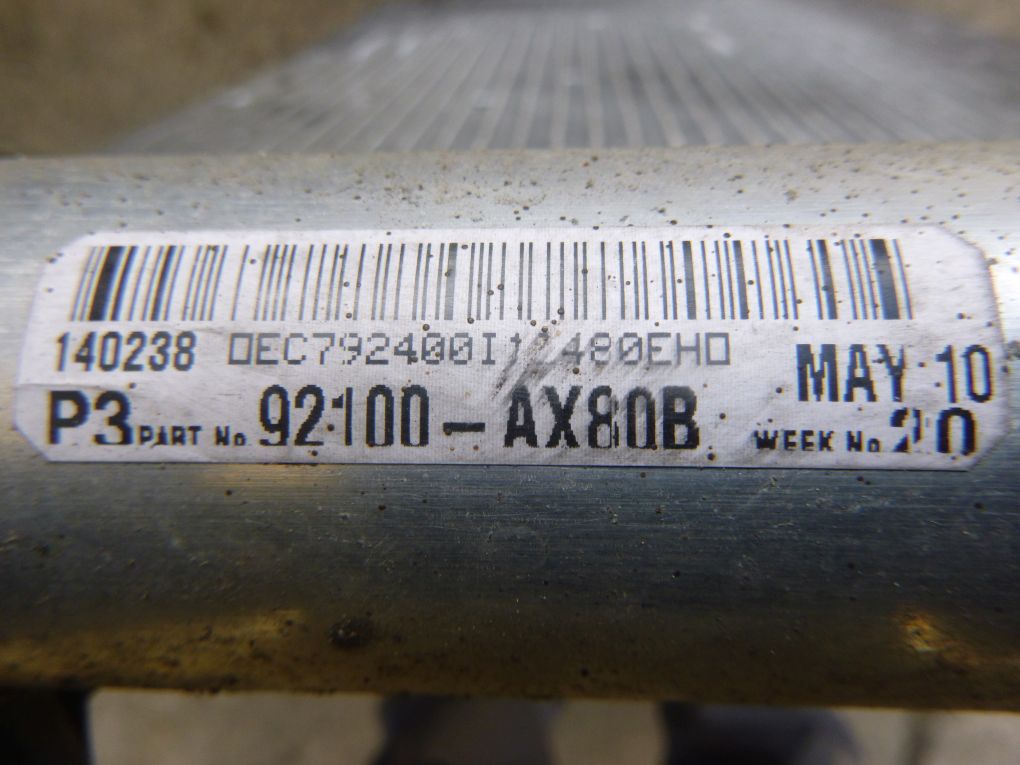 140238 MAY 10
P3 PART No. 92100-AX80B WEEK No. 20